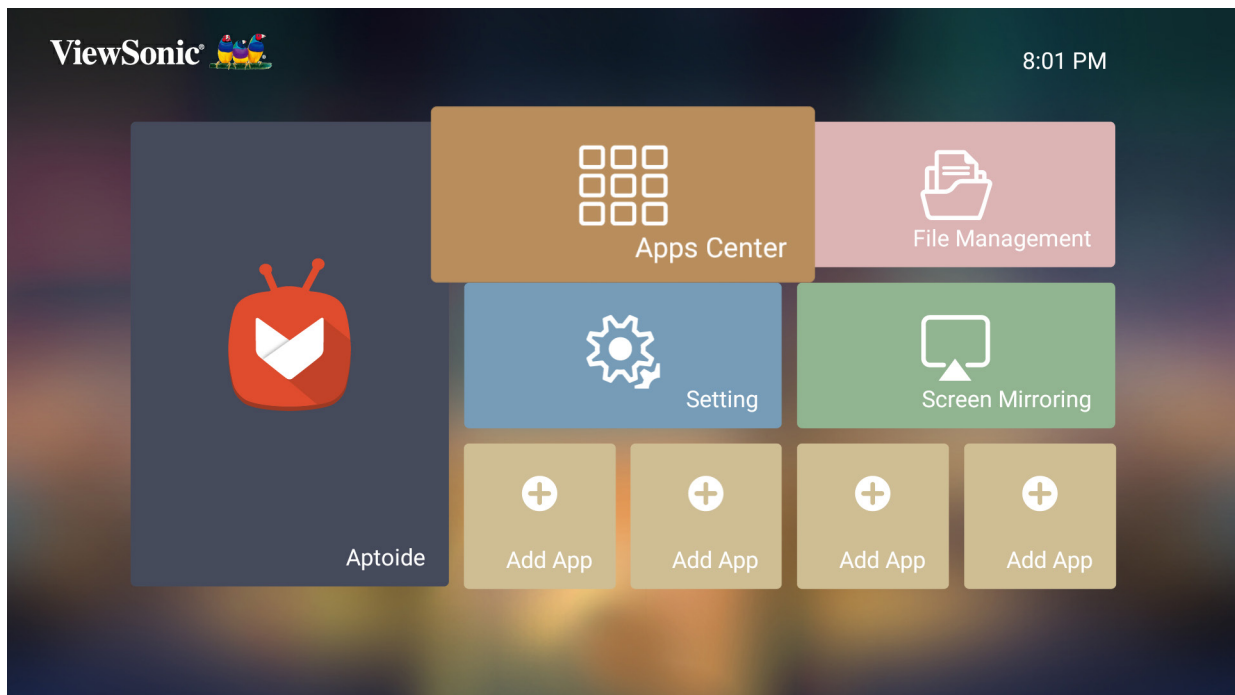 ViewSonic®
8:01 PM
Apps Center
File Management
Setting
Screen Mirroring
Aptoide
Add App
Add App
Add App
Add App